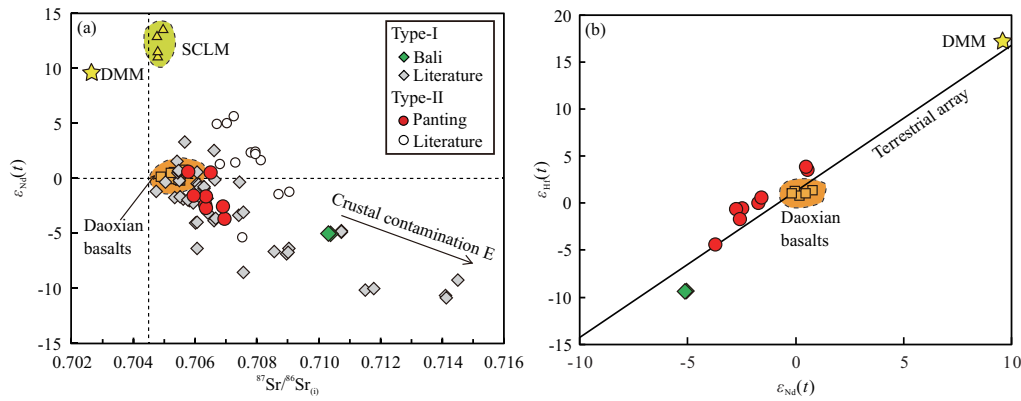 (a)
SCLM
DMM
Type-I
Bali
Literature
Type-II
Panting
Literature
Daoxian
basalts
Crustal contamination E
15
10
5
0
-5
-10
-15
εNd(t)
0.702 0.704 0.706 0.708 0.710 0.712 0.714 0.716
87Sr/86Sr(i)
(b)
DMM
Terrestrial array
Daoxian
basalts
20
15
10
5
0
-5
-10
-15
εHf(t)
-10 -5 0 5 10
εNd(t)